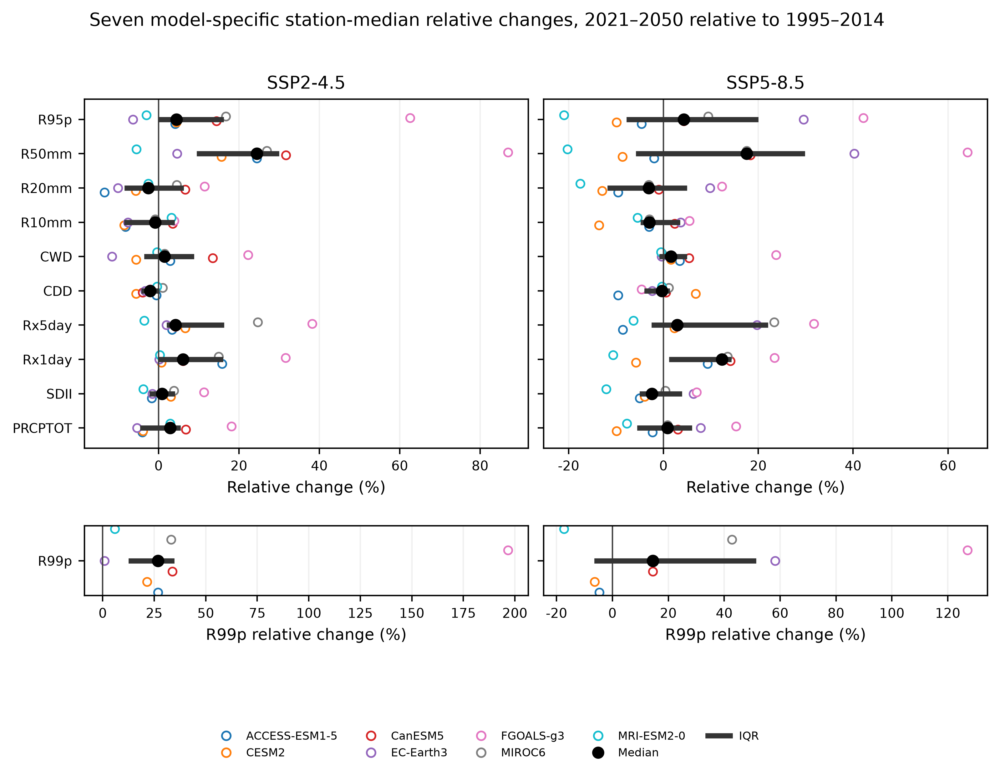 Seven model-specific station-median relative changes, 2021–2050 relative to 1995–2014
SSP2-4.5
SSP5-8.5
R95p
R50mm
R20mm
R10mm
CWD
CDD
Rx5day
Rx1day
SDII
PRCPTOT
0 20 40 60 80
-20 0 20 40 60
Relative change (%)
Relative change (%)
R99p
0 25 50 75 100 125 150 175 200
-20 0 20 40 60 80 100 120
R99p relative change (%)
R99p relative change (%)
ACCESS-ESM1-5 CanESM5 FGOALS-g3 MRI-ESM2-0 IQR
CESM2 EC-Earth3 MIROC6 Median